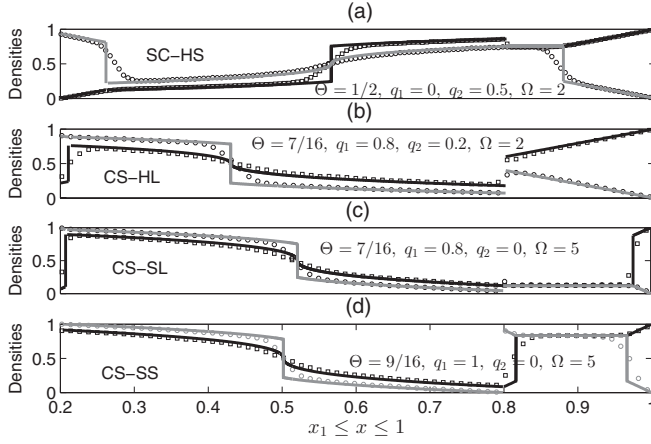 (a)
Densities
1
0.5
0
SC–HS
Θ = 1/2, q₁ = 0, q₂ = 0.5, Ω = 2
(b)
Densities
1
0.5
0
Θ = 7/16, q₁ = 0.8, q₂ = 0.2, Ω = 2
CS–HL
(c)
Densities
1
0.5
0
Θ = 7/16, q₁ = 0.8, q₂ = 0, Ω = 5
CS–SL
(d)
Densities
1
0.5
0
Θ = 9/16, q₁ = 1, q₂ = 0, Ω = 5
CS–SS
0.2 0.3 0.4 0.5 0.6 0.7 0.8 0.9 1
x₁ ≤ x ≤ 1